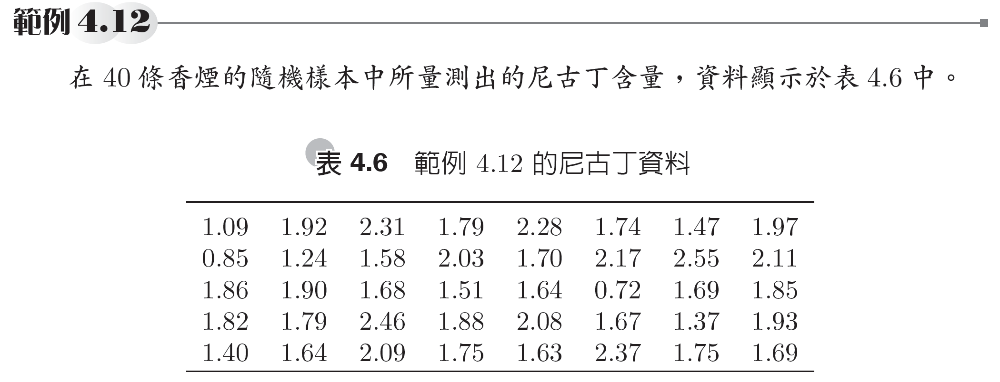 範例 4.12
在 40 條香煙的隨機樣本中所量測出的尼古丁含量，資料顯示於表 4.6 中。
表 4.6 範例 4.12 的尼古丁資料
1.09 1.92 2.31 1.79 2.28 1.74 1.47 1.97
0.85 1.24 1.58 2.03 1.70 2.17 2.55 2.11
1.86 1.90 1.68 1.51 1.64 0.72 1.69 1.85
1.82 1.79 2.46 1.88 2.08 1.67 1.37 1.93
1.40 1.64 2.09 1.75 1.63 2.37 1.75 1.69